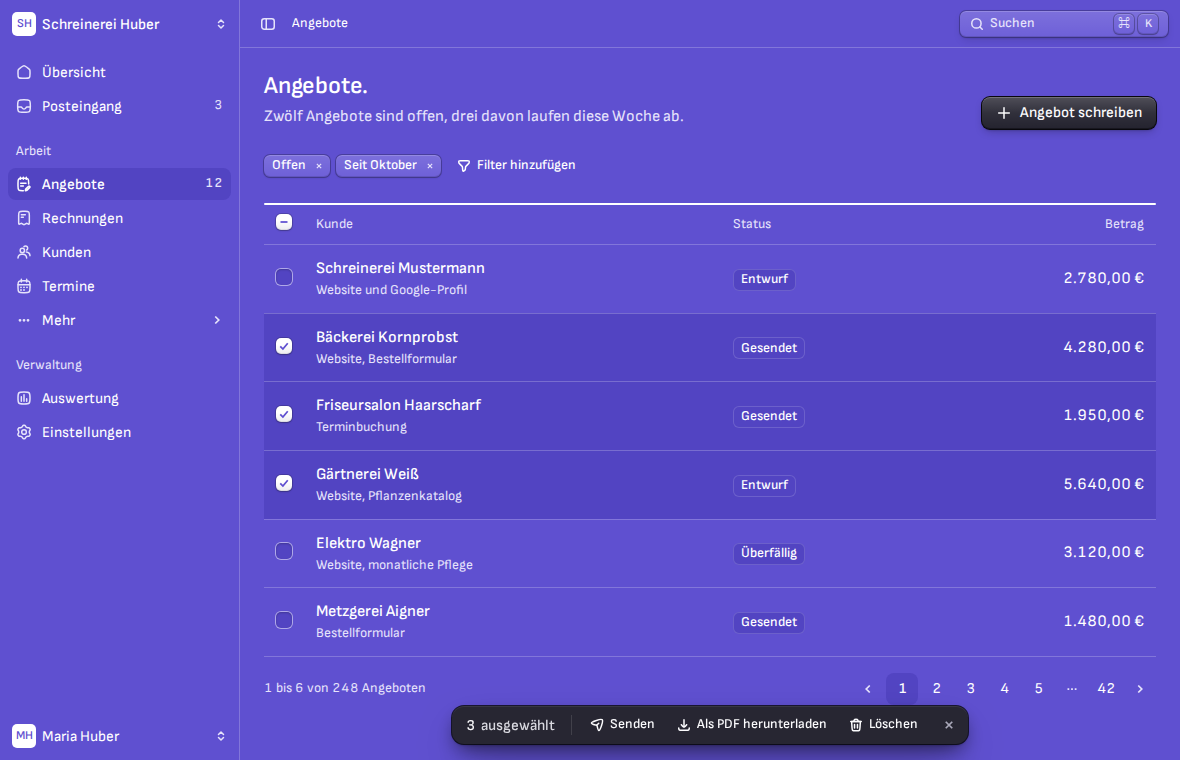 SH Schreinerei Huber
Übersicht
Posteingang 3
Arbeit
Angebote 12
Rechnungen
Kunden
Termine
Mehr
Verwaltung
Auswertung
Einstellungen
MH Maria Huber
Angebote
Suchen ⌘ K
Angebote.
Zwölf Angebote sind offen, drei davon laufen diese Woche ab.
Angebot schreiben
Offen × Seit Oktober × Filter hinzufügen
Kunde Status Betrag
Schreinerei Mustermann
Website und Google-Profil
Entwurf 2.780,00 €
Bäckerei Kornprobst
Website, Bestellformular
Gesendet 4.280,00 €
Friseursalon Haarscharf
Terminbuchung
Gesendet 1.950,00 €
Gärtnerei Weiß
Website, Pflanzenkatalog
Entwurf 5.640,00 €
Elektro Wagner
Website, monatliche Pflege
Überfällig 3.120,00 €
Metzgerei Aigner
Bestellformular
Gesendet 1.480,00 €
1 bis 6 von 248 Angeboten
1 2 3 4 5 ... 42
3 ausgewählt Senden Als PDF herunterladen Löschen ×